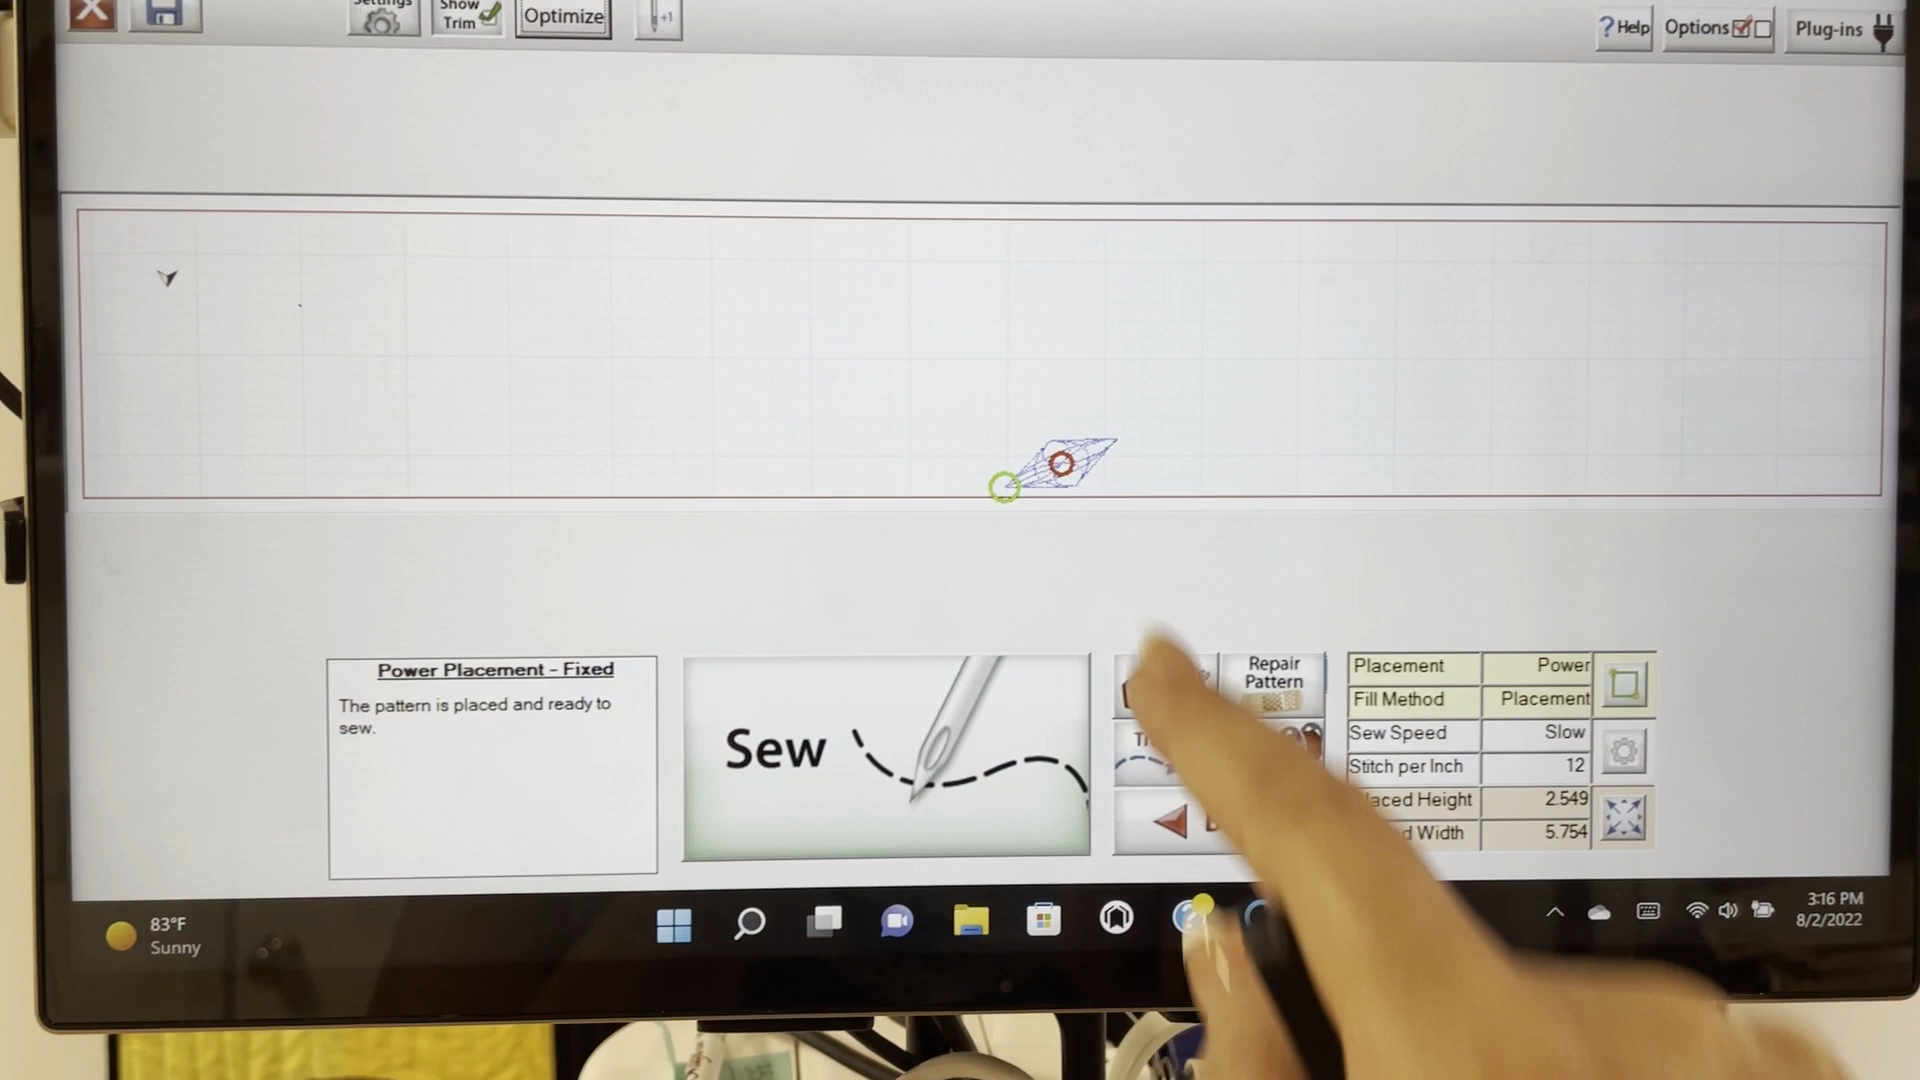 Settings
Show
Trim
Optimize
+1
?Help
Options
Plug-ins
Power Placement - Fixed
The pattern is placed and ready to
sew.
Sew
Repair
Pattern
Placement Power
Fill Method Placement
Sew Speed Slow
Stitch per Inch 12
laced Height 2.549
d Width 5.754
83°F
Sunny
3:16 PM
8/2/2022